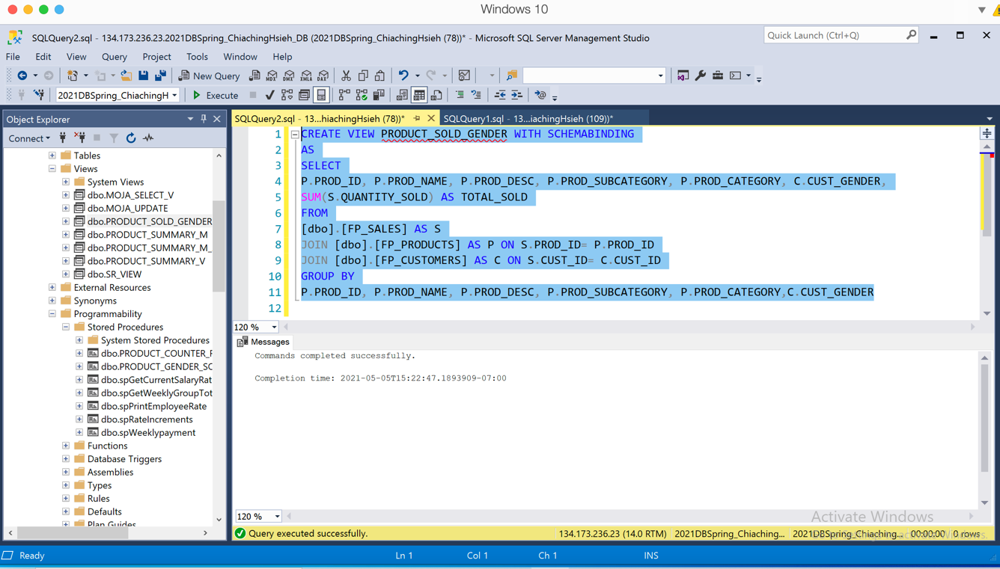 Windows 10
SQLQuery2.sql - 134.173.236.23.2021DBSpring_ChiachingHsieh_DB (2021DBSpring_ChiachingHsieh (78))* - Microsoft SQL Server Management Studio
Quick Launch (Ctrl+Q)
File Edit View Query Project Tools Window Help
New Query MDX DMX XMLA DAX
2021DBSpring_ChiachingH Execute
Object Explorer
Connect
Tables
Views
System Views
dbo.MOJA_SELECT_V
dbo.MOJA_UPDATE
dbo.PRODUCT_SOLD_GENDER
dbo.PRODUCT_SUMMARY_M
dbo.PRODUCT_SUMMARY_M_
dbo.PRODUCT_SUMMARY_V
dbo.SR_VIEW
External Resources
Synonyms
Programmability
Stored Procedures
System Stored Procedures
dbo.PRODUCT_COUNTER_F
dbo.PRODUCT_GENDER_SC
dbo.spGetCurrentSalaryRat
dbo.spGetWeeklyGroupTot
dbo.spPrintEmployeeRate
dbo.spRateIncrements
dbo.spWeeklypayment
Functions
Database Triggers
Assemblies
Types
Rules
Defaults
Plan Guides
SQLQuery2.sql - 13...hiachingHsieh (78))* SQLQuery1.sql - 13...iachingHsieh (109))*
1 CREATE VIEW PRODUCT_SOLD_GENDER WITH SCHEMABINDING
2 AS
3 SELECT
4 P.PROD_ID, P.PROD_NAME, P.PROD_DESC, P.PROD_SUBCATEGORY, P.PROD_CATEGORY, C.CUST_GENDER,
5 SUM(S.QUANTITY_SOLD) AS TOTAL_SOLD
6 FROM
7 [dbo].[FP_SALES] AS S
8 JOIN [dbo].[FP_PRODUCTS] AS P ON S.PROD_ID= P.PROD_ID
9 JOIN [dbo].[FP_CUSTOMERS] AS C ON S.CUST_ID= C.CUST_ID
10 GROUP BY
11 P.PROD_ID, P.PROD_NAME, P.PROD_DESC, P.PROD_SUBCATEGORY, P.PROD_CATEGORY,C.CUST_GENDER
12
120 %
Messages
Commands completed successfully.
Completion time: 2021-05-05T15:22:47.1893909-07:00
120 %
Activate Windows
Query executed successfully. 134.173.236.23 (14.0 RTM) 2021DBSpring_Chiaching... 2021DBSpring_Chiaching... 00:00:00 0 rows
Ready Ln 1 Col 1 Ch 1 INS